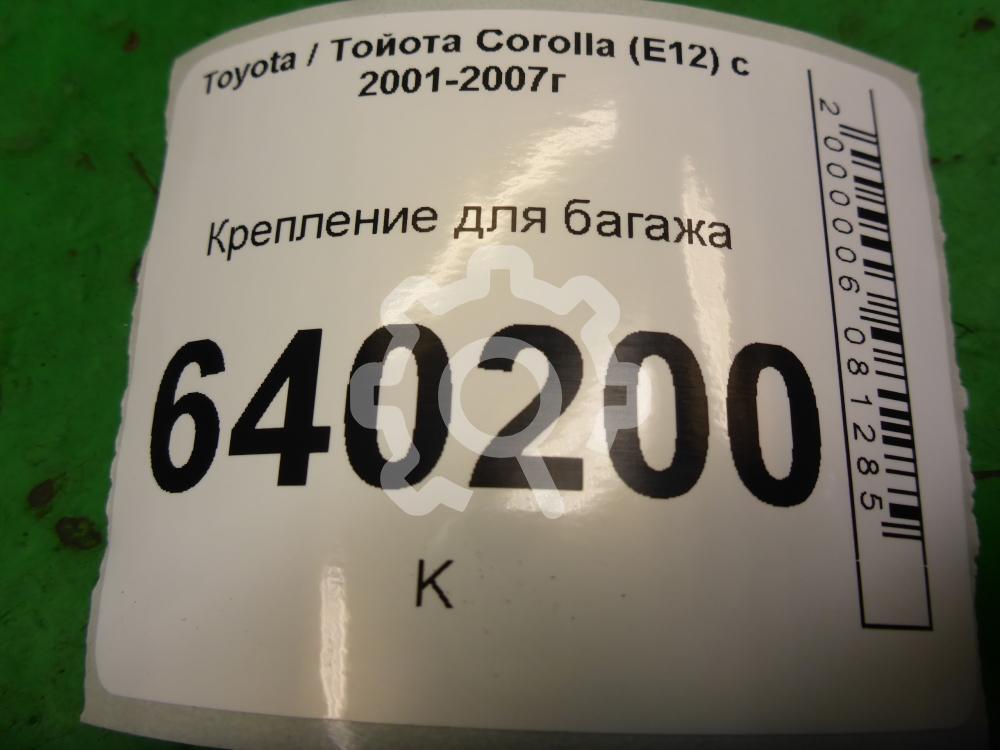 Toyota / Тойота Corolla (E12) с
2001-2007г
Крепление для багажа
640200
К
2000006081285